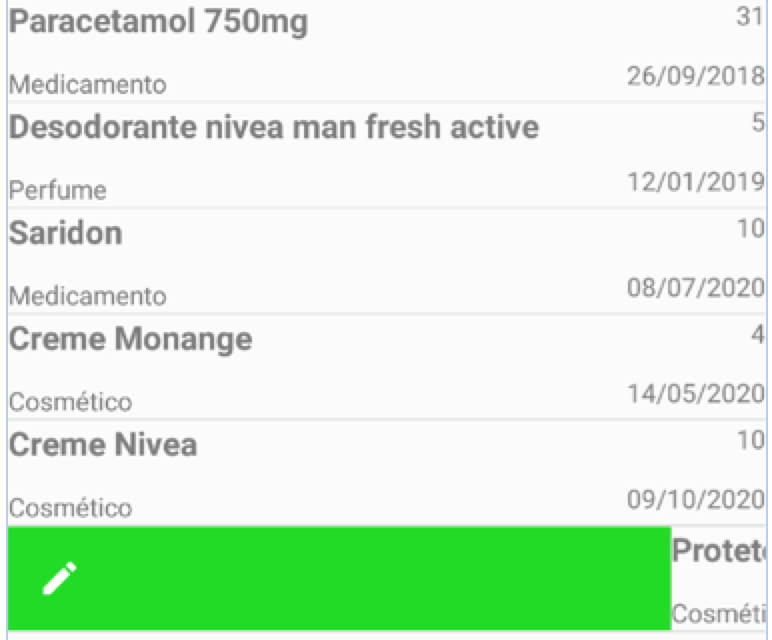 Paracetamol 750mg 31
Medicamento 26/09/2018
Desodorante nivea man fresh active 5
Perfume 12/01/2019
Saridon 10
Medicamento 08/07/2020
Creme Monange 4
Cosmético 14/05/2020
Creme Nivea 10
Cosmético 09/10/2020
Protet
Cosméti